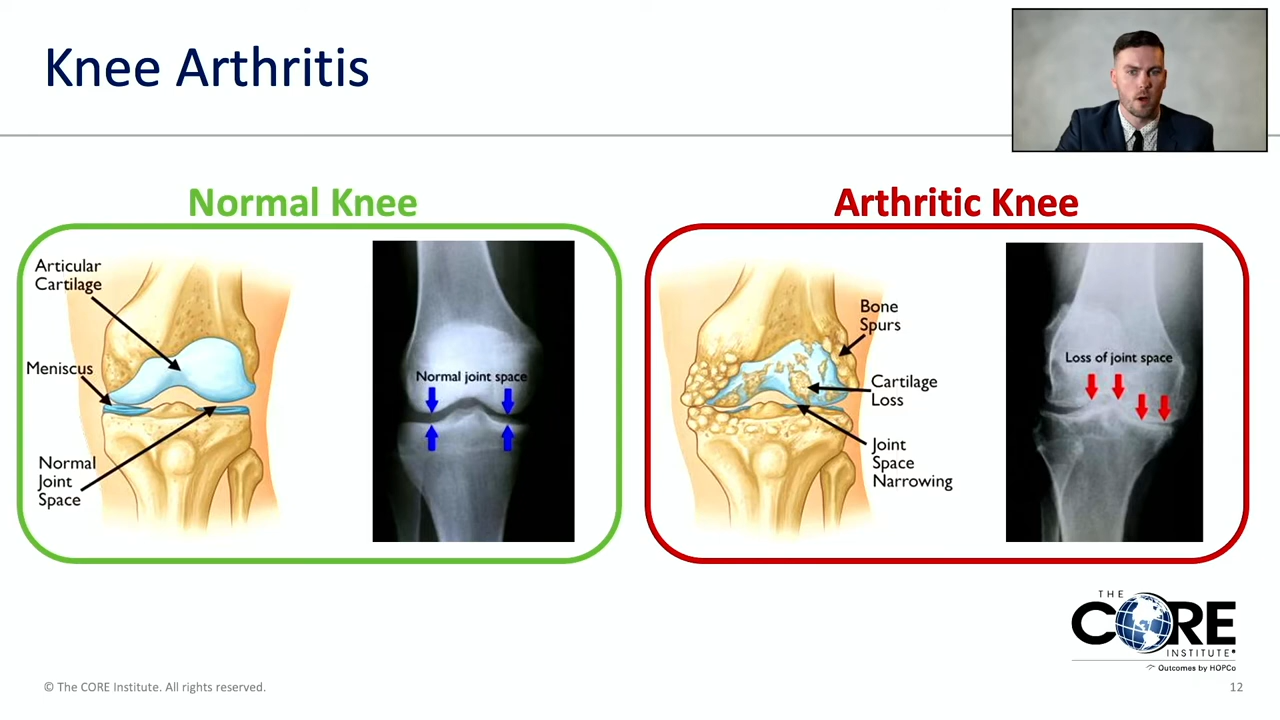 Knee Arthritis
Normal Knee
Articular
Cartilage
Meniscus
Normal
Joint
Space
Normal joint space
Arthritic Knee
Bone
Spurs
Cartilage
Loss
Joint
Space
Narrowing
Loss of joint space
THE
CORE
INSTITUTE®
Outcomes by HOPCo
© The CORE Institute. All rights reserved.
12